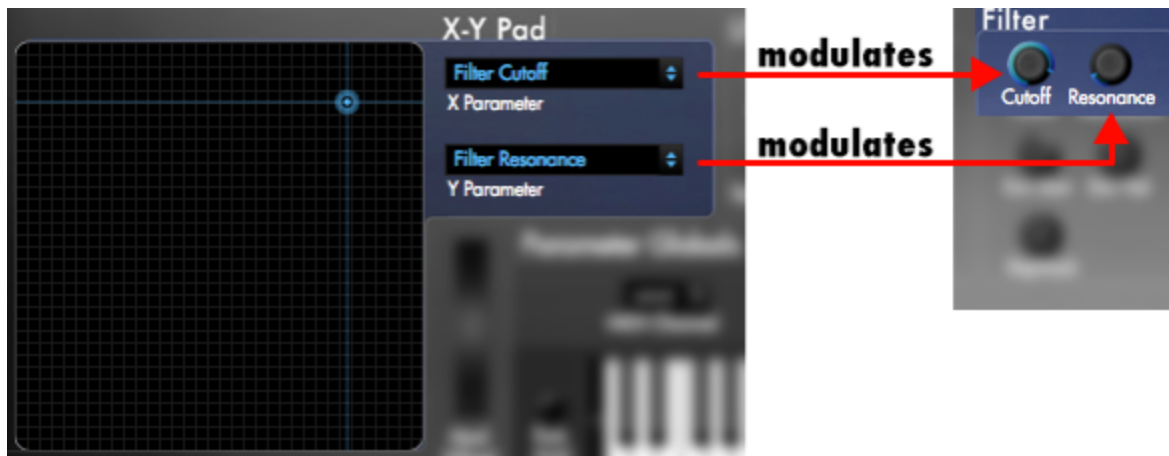 X-Y Pad
Filter Cutoff
X Parameter
Filter Resonance
Y Parameter
modulates
modulates
Filter
Cutoff Resonance